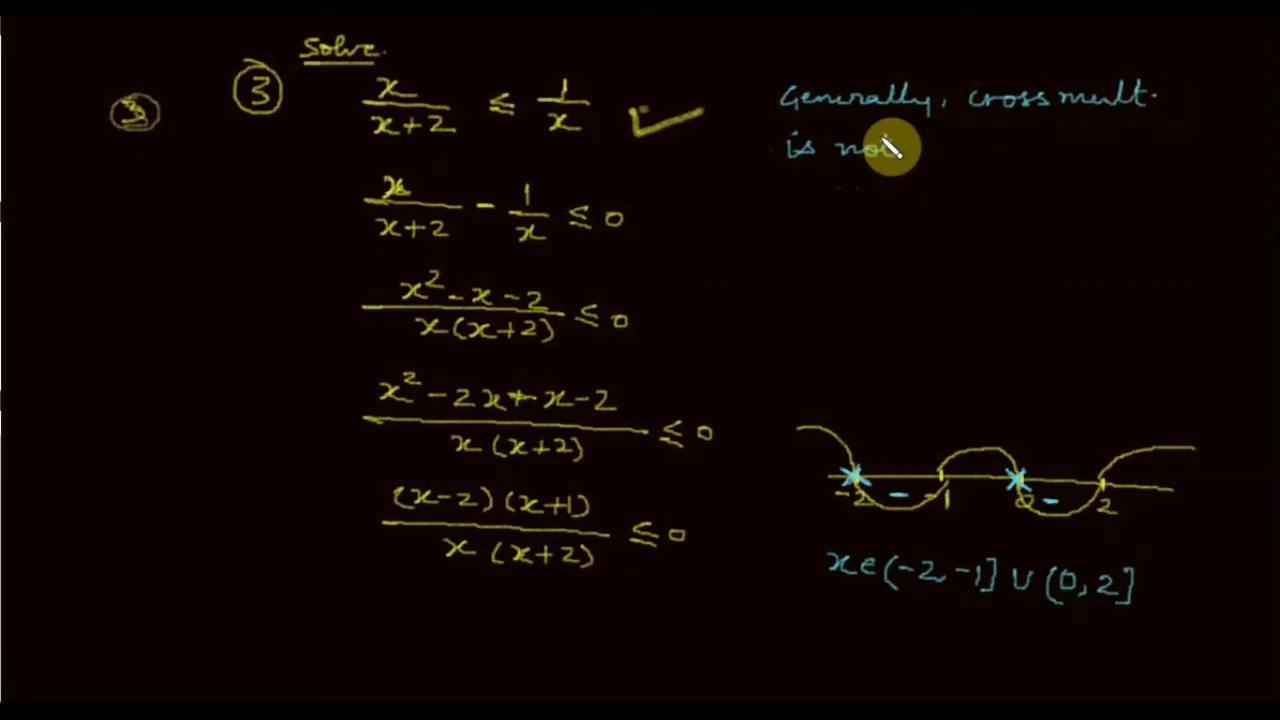 Solve.
3
3
x/(x+2) ≤ 1/x
Generally, cross mult.
is not
x/(x+2) - 1/x ≤ 0
(x² - x - 2)/(x(x+2)) ≤ 0
(x² - 2x + x - 2)/(x(x+2)) ≤ 0
-2 - -1 0 - 2
(x-2)(x+1)/(x(x+2)) ≤ 0
x ∈ (-2 -1] ∪ (0, 2]